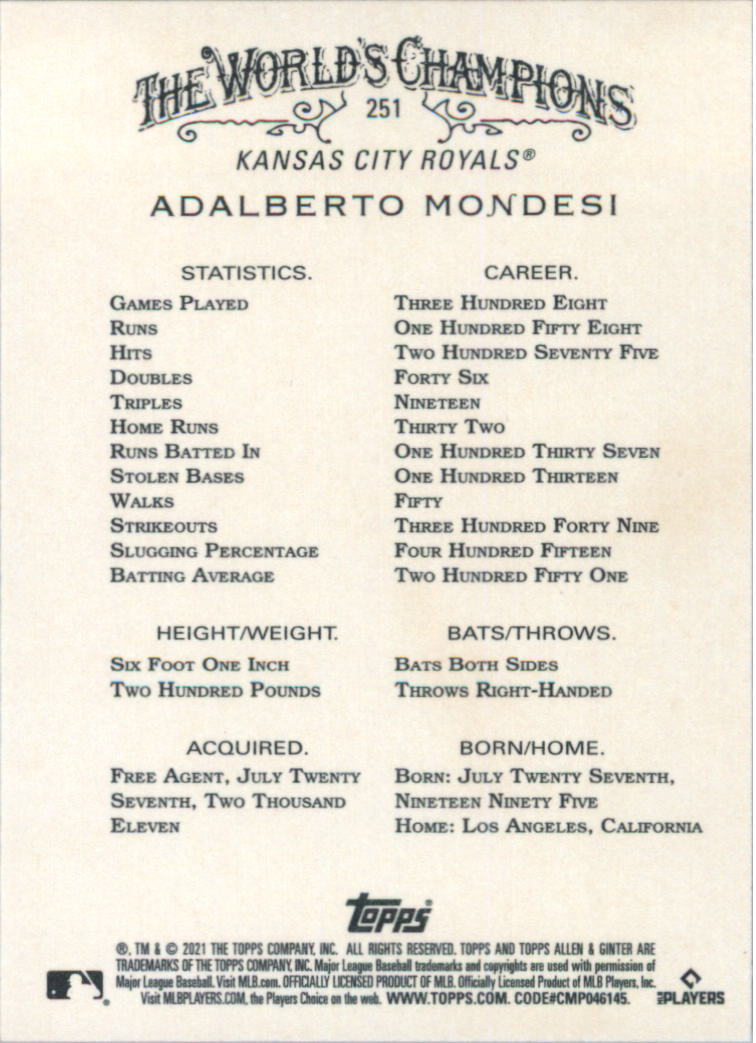 THE WORLD'S CHAMPIONS
251
KANSAS CITY ROYALS®
ADALBERTO MONDESI
STATISTICS. CAREER.
GAMES PLAYED THREE HUNDRED EIGHT
RUNS ONE HUNDRED FIFTY EIGHT
HITS TWO HUNDRED SEVENTY FIVE
DOUBLES FORTY SIX
TRIPLES NINETEEN
HOME RUNS THIRTY TWO
RUNS BATTED IN ONE HUNDRED THIRTY SEVEN
STOLEN BASES ONE HUNDRED THIRTEEN
WALKS FIFTY
STRIKEOUTS THREE HUNDRED FORTY NINE
SLUGGING PERCENTAGE FOUR HUNDRED FIFTEEN
BATTING AVERAGE TWO HUNDRED FIFTY ONE
HEIGHT/WEIGHT. BATS/THROWS.
SIX FOOT ONE INCH BATS BOTH SIDES
TWO HUNDRED POUNDS THROWS RIGHT-HANDED
ACQUIRED.
FREE AGENT, JULY TWENTY
SEVENTH, TWO THOUSAND
ELEVEN
BORN/HOME.
BORN: JULY TWENTY SEVENTH,
NINETEEN NINETY FIVE
HOME: LOS ANGELES, CALIFORNIA
Topps®
®, TM & © 2021 THE TOPPS COMPANY, INC. ALL RIGHTS RESERVED. TOPPS AND TOPPS ALLEN & GINTER ARE
TRADEMARKS OF THE TOPPS COMPANY, INC. Major League Baseball trademarks and copyrights are used with permission of
Major League Baseball. Visit MLB.com. OFFICIALLY LICENSED PRODUCT OF MLB. Officially Licensed Product of MLB Players, Inc.
Visit MLBPLAYERS.COM, the Players Choice on the web. WWW.TOPPS.COM. CODE#CMP046145.
MLB PLAYERS